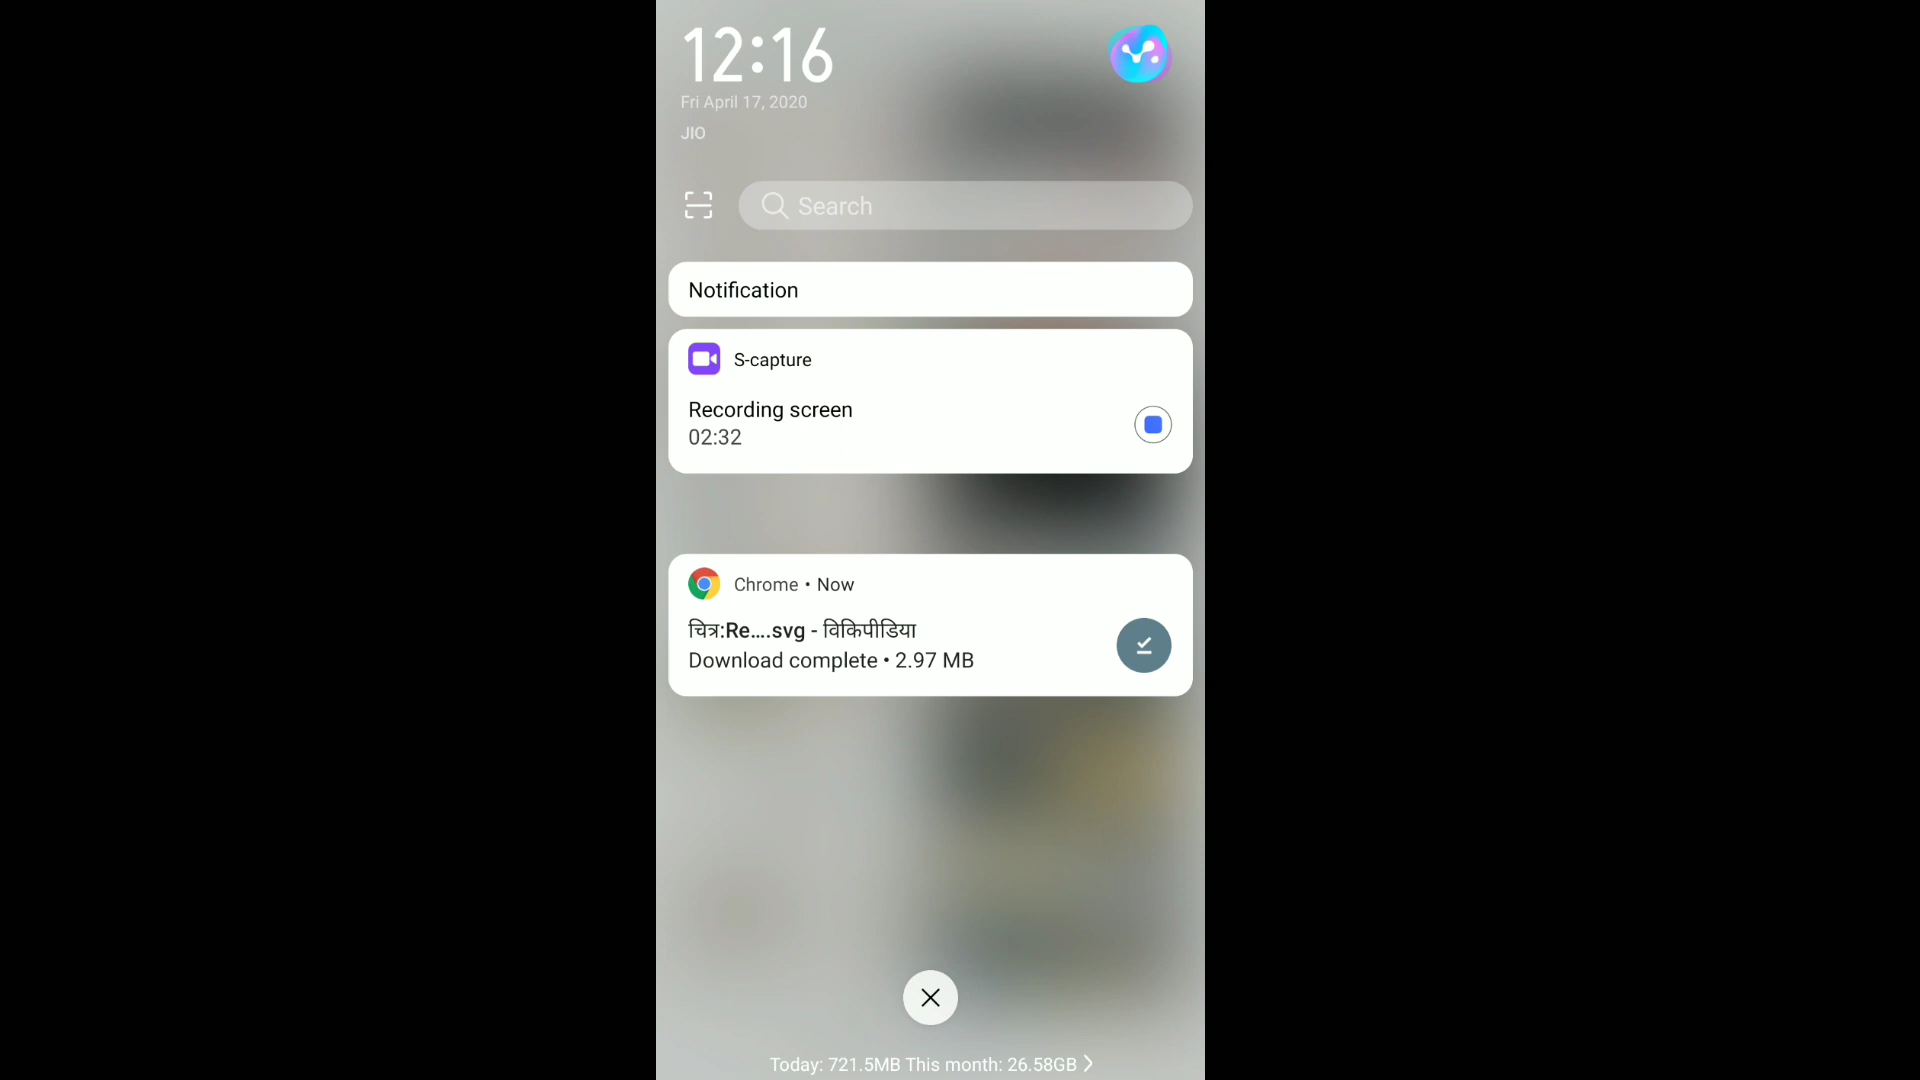 12:16
Fri April 17, 2020
JIO
Search
Notification
S-capture
Recording screen
02:32
Chrome • Now
चित्र:Re....svg - विकिपीडिया
Download complete • 2.97 MB
Today: 721.5MB This month: 26.58GB